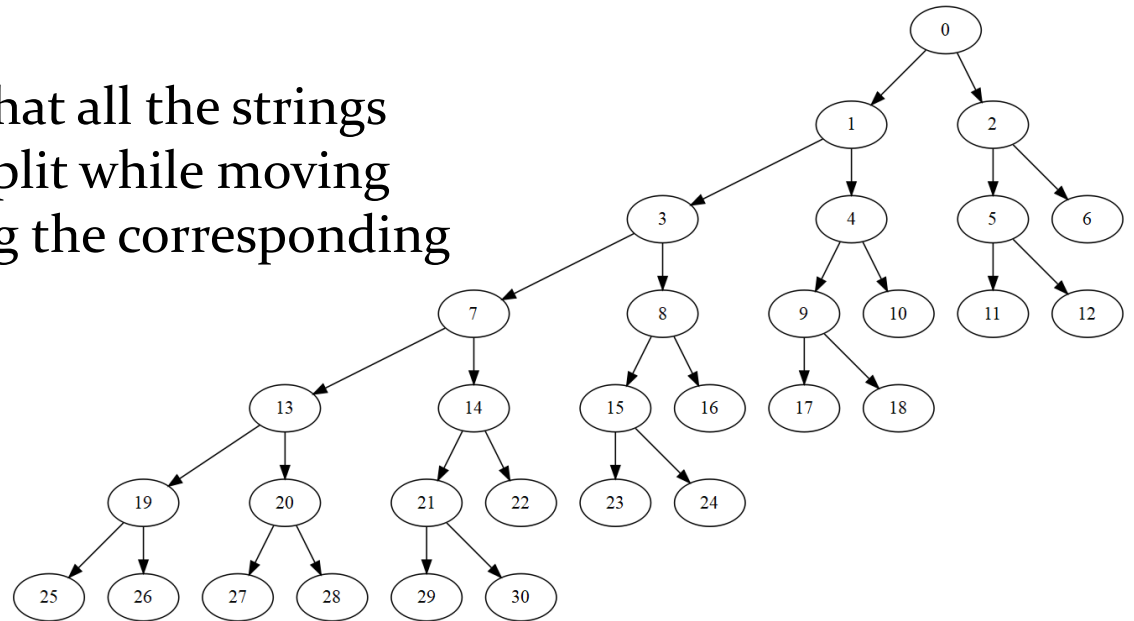 0
hat all the strings
1 2
plit while moving
3 4 5 6
g the corresponding
7 8 9 10 11 12
13 14 15 16 17 18
19 20 21 22 23 24
25 26 27 28 29 30